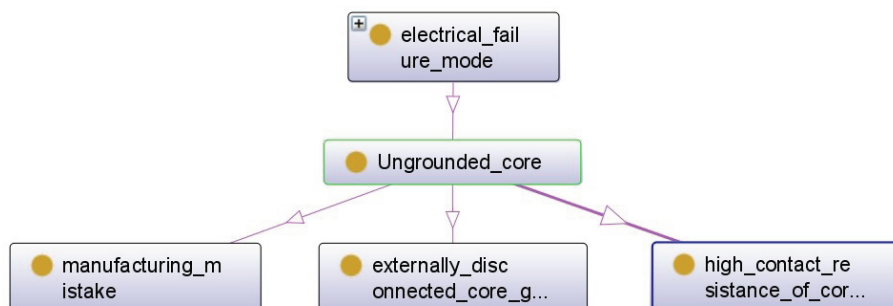 electrical_fail
ure_mode
Ungrounded_core
manufacturing_m
istake
externally_disc
onnected_core_g...
high_contact_re
sistance_of_cor...